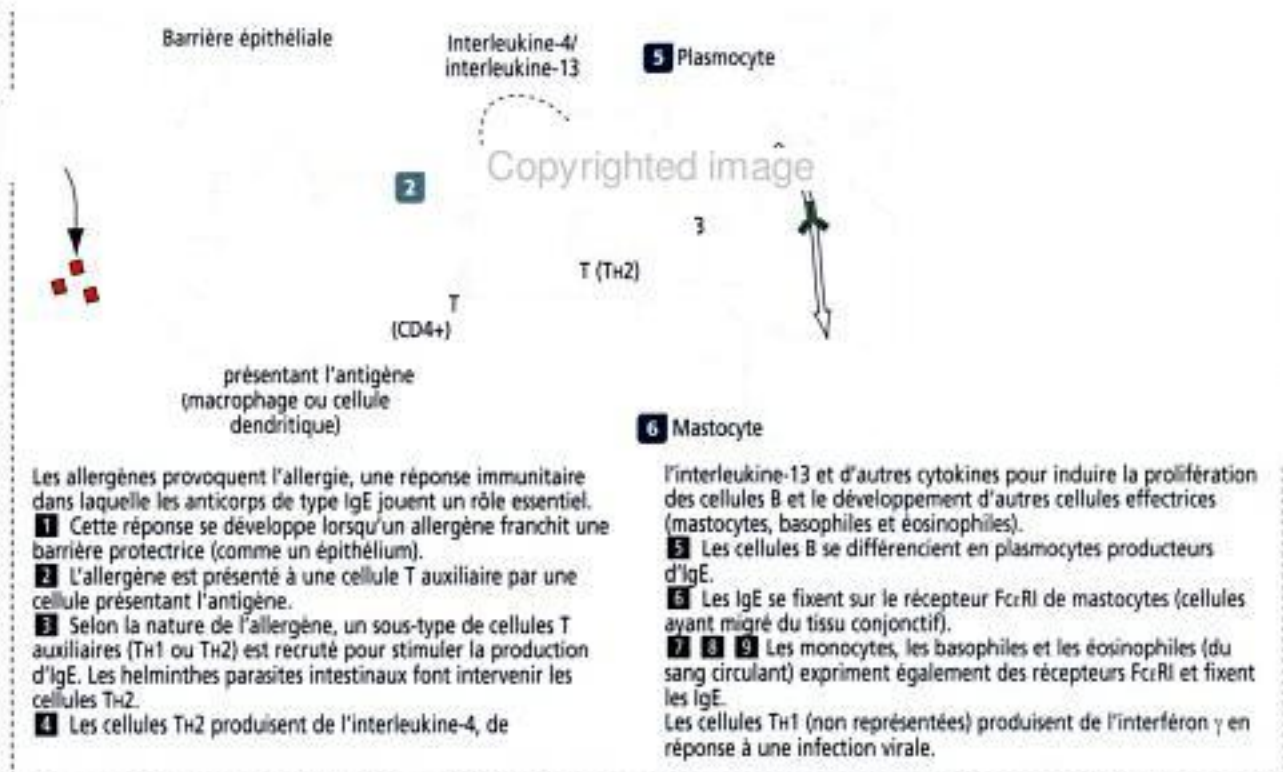 Barrière épithéliale
Interleukine-4/
interleukine-13
5 Plasmocyte
Copyrighted image
2
3
T (TH2)
T
(CD4+)
présentant l'antigène
(macrophage ou cellule
dendritique)
6 Mastocyte
Les allergènes provoquent l'allergie, une réponse immunitaire
dans laquelle les anticorps de type IgE jouent un rôle essentiel.
1 Cette réponse se développe lorsqu'un allergène franchit une
barrière protectrice (comme un épithélium).
2 L'allergène est présenté à une cellule T auxiliaire par une
cellule présentant l'antigène.
3 Selon la nature de l'allergène, un sous-type de cellules T
auxiliaires (TH1 ou TH2) est recruté pour stimuler la production
d'IgE. Les helminthes parasites intestinaux font intervenir les
cellules TH2.
4 Les cellules TH2 produisent de l'interleukine-4, de
l'interleukine-13 et d'autres cytokines pour induire la prolifération
des cellules B et le développement d'autres cellules effectrices
(mastocytes, basophiles et éosinophiles).
5 Les cellules B se différencient en plasmocytes producteurs
d'IgE.
6 Les IgE se fixent sur le récepteur FcεRI de mastocytes (cellules
ayant migré du tissu conjonctif).
7 8 9 Les monocytes, les basophiles et les éosinophiles (du
sang circulant) expriment également des récepteurs FcεRI et fixent
les IgE.
Les cellules TH1 (non représentées) produisent de l'interféron γ en
réponse à une infection virale.